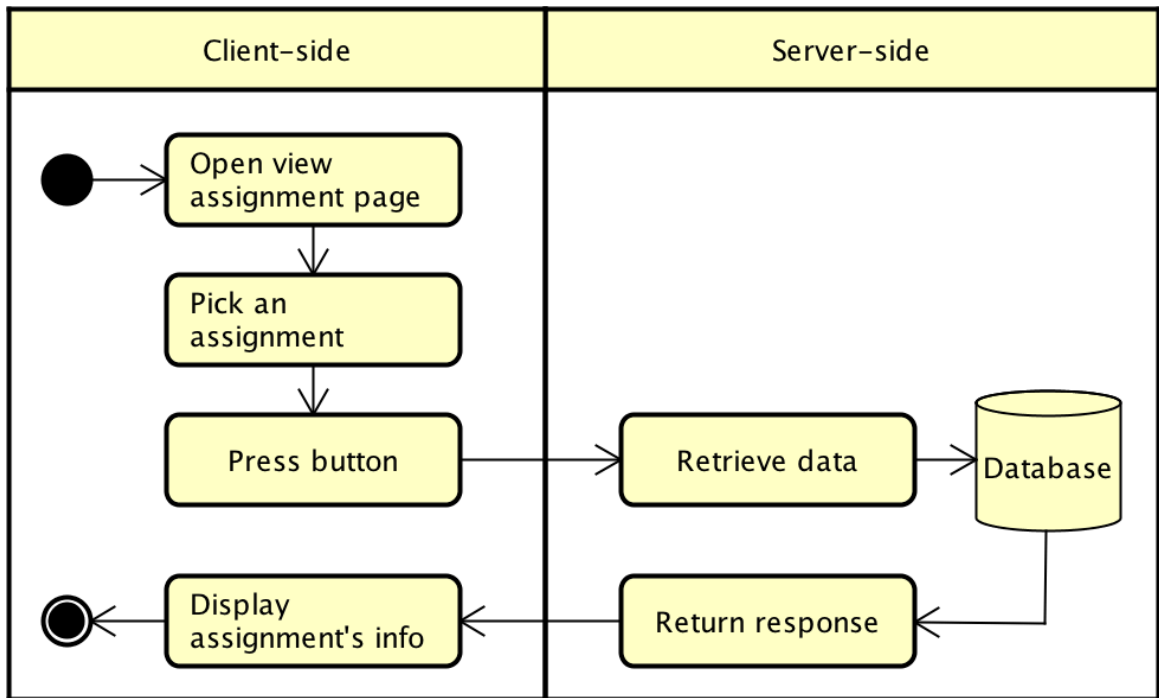 Client-side
Server-side
Open view
assignment page
Pick an
assignment
Press button
Retrieve data
Database
Display
assignment's info
Return response